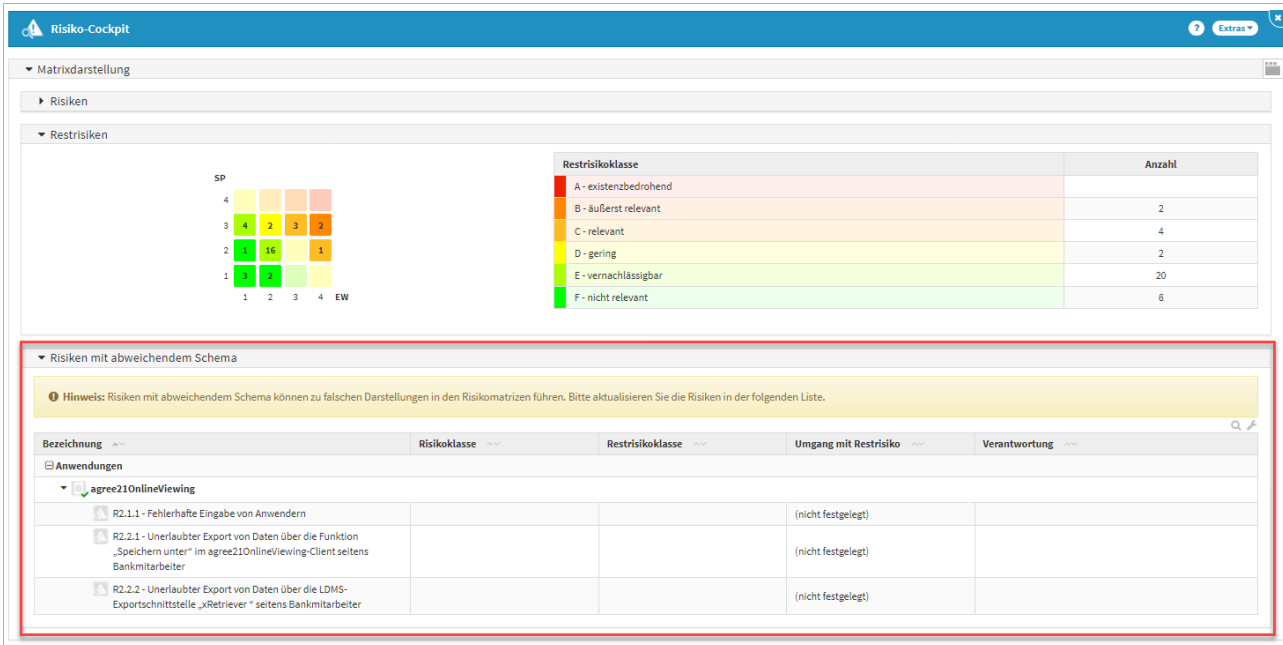 Risiko-Cockpit
? Extras
Matrixdarstellung
Risiken
Restrisiken
SP
4
3 4 2 3 2
2 1 16 1
1 3 2
1 2 3 4 EW
Restrisikoklasse Anzahl
A - existenzbedrohend
B - äußerst relevant 2
C - relevant 4
D - gering 2
E - vernachlässigbar 20
F - nicht relevant 6
Risiken mit abweichendem Schema
Hinweis: Risiken mit abweichendem Schema können zu falschen Darstellungen in den Risikomatrizen führen. Bitte aktualisieren Sie die Risiken in der folgenden Liste.
Bezeichnung Risikoklasse Restrisikoklasse Umgang mit Restrisiko Verantwortung
Anwendungen
agree21OnlineViewing
R2.1.1 - Fehlerhafte Eingabe von Anwendern (nicht festgelegt)
R2.2.1 - Unerlaubter Export von Daten über die Funktion
„Speichern unter“ im agree21OnlineViewing-Client seitens (nicht festgelegt)
Bankmitarbeiter
R2.2.2 - Unerlaubter Export von Daten über die LDMS-
Exportschnittstelle „xRetriever “ seitens Bankmitarbeiter (nicht festgelegt)